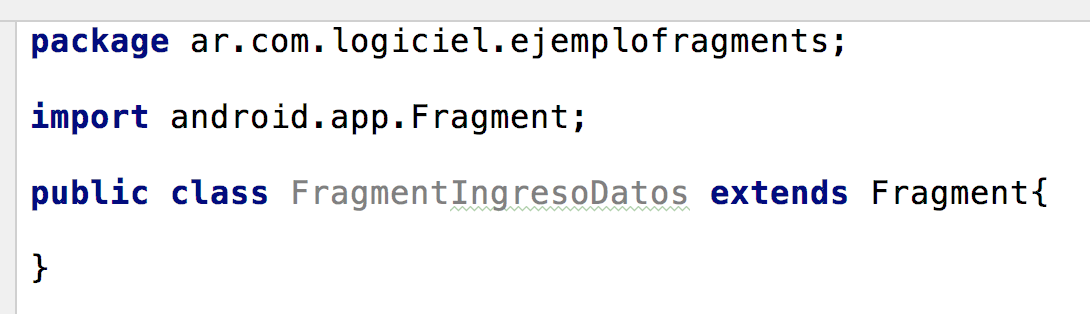 package ar.com.logiciel.ejemplofragments;
import android.app.Fragment;
public class FragmentIngresoDatos extends Fragment{
}